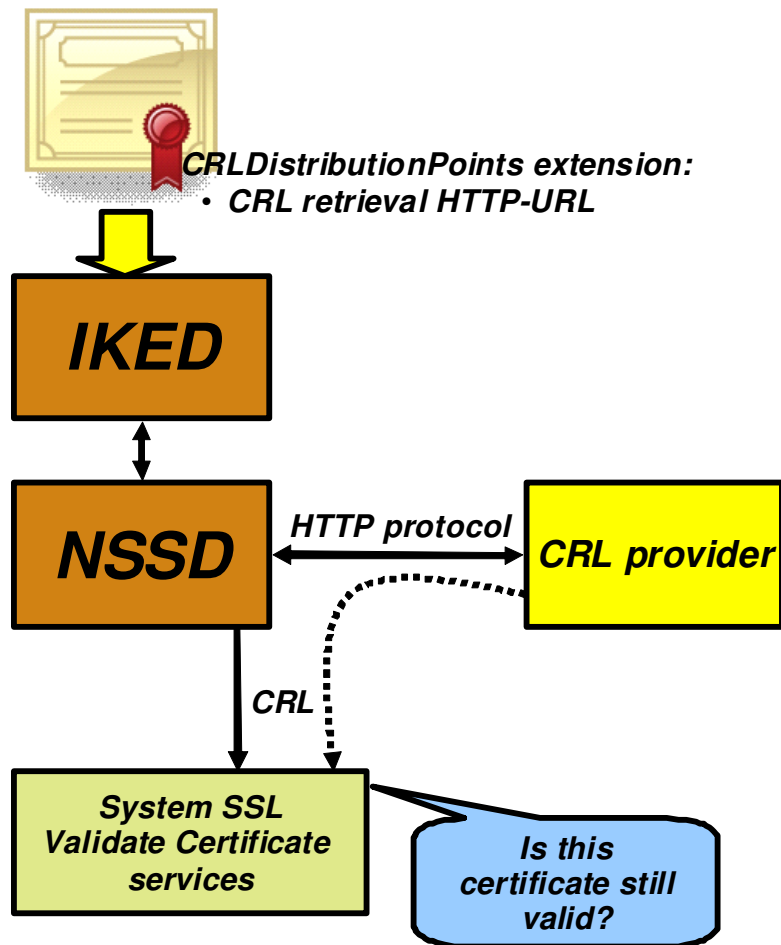 CRLDistributionPoints extension:
• CRL retrieval HTTP-URL
IKED
NSSD
HTTP protocol
CRL provider
CRL
System SSL
Validate Certificate
services
Is this
certificate still
valid?